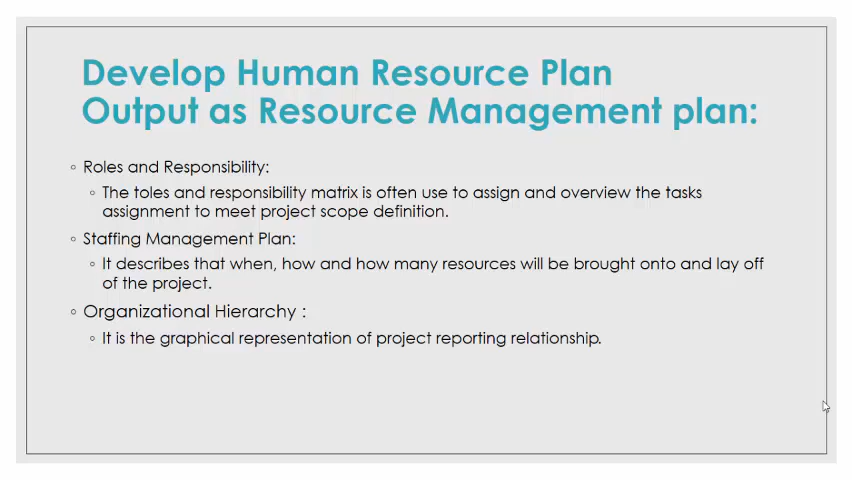 Develop Human Resource Plan
Output as Resource Management plan:
Roles and Responsibility:
The toles and responsibility matrix is often use to assign and overview the tasks
assignment to meet project scope definition.
Staffing Management Plan:
It describes that when, how and how many resources will be brought onto and lay off
of the project.
Organizational Hierarchy :
It is the graphical representation of project reporting relationship.